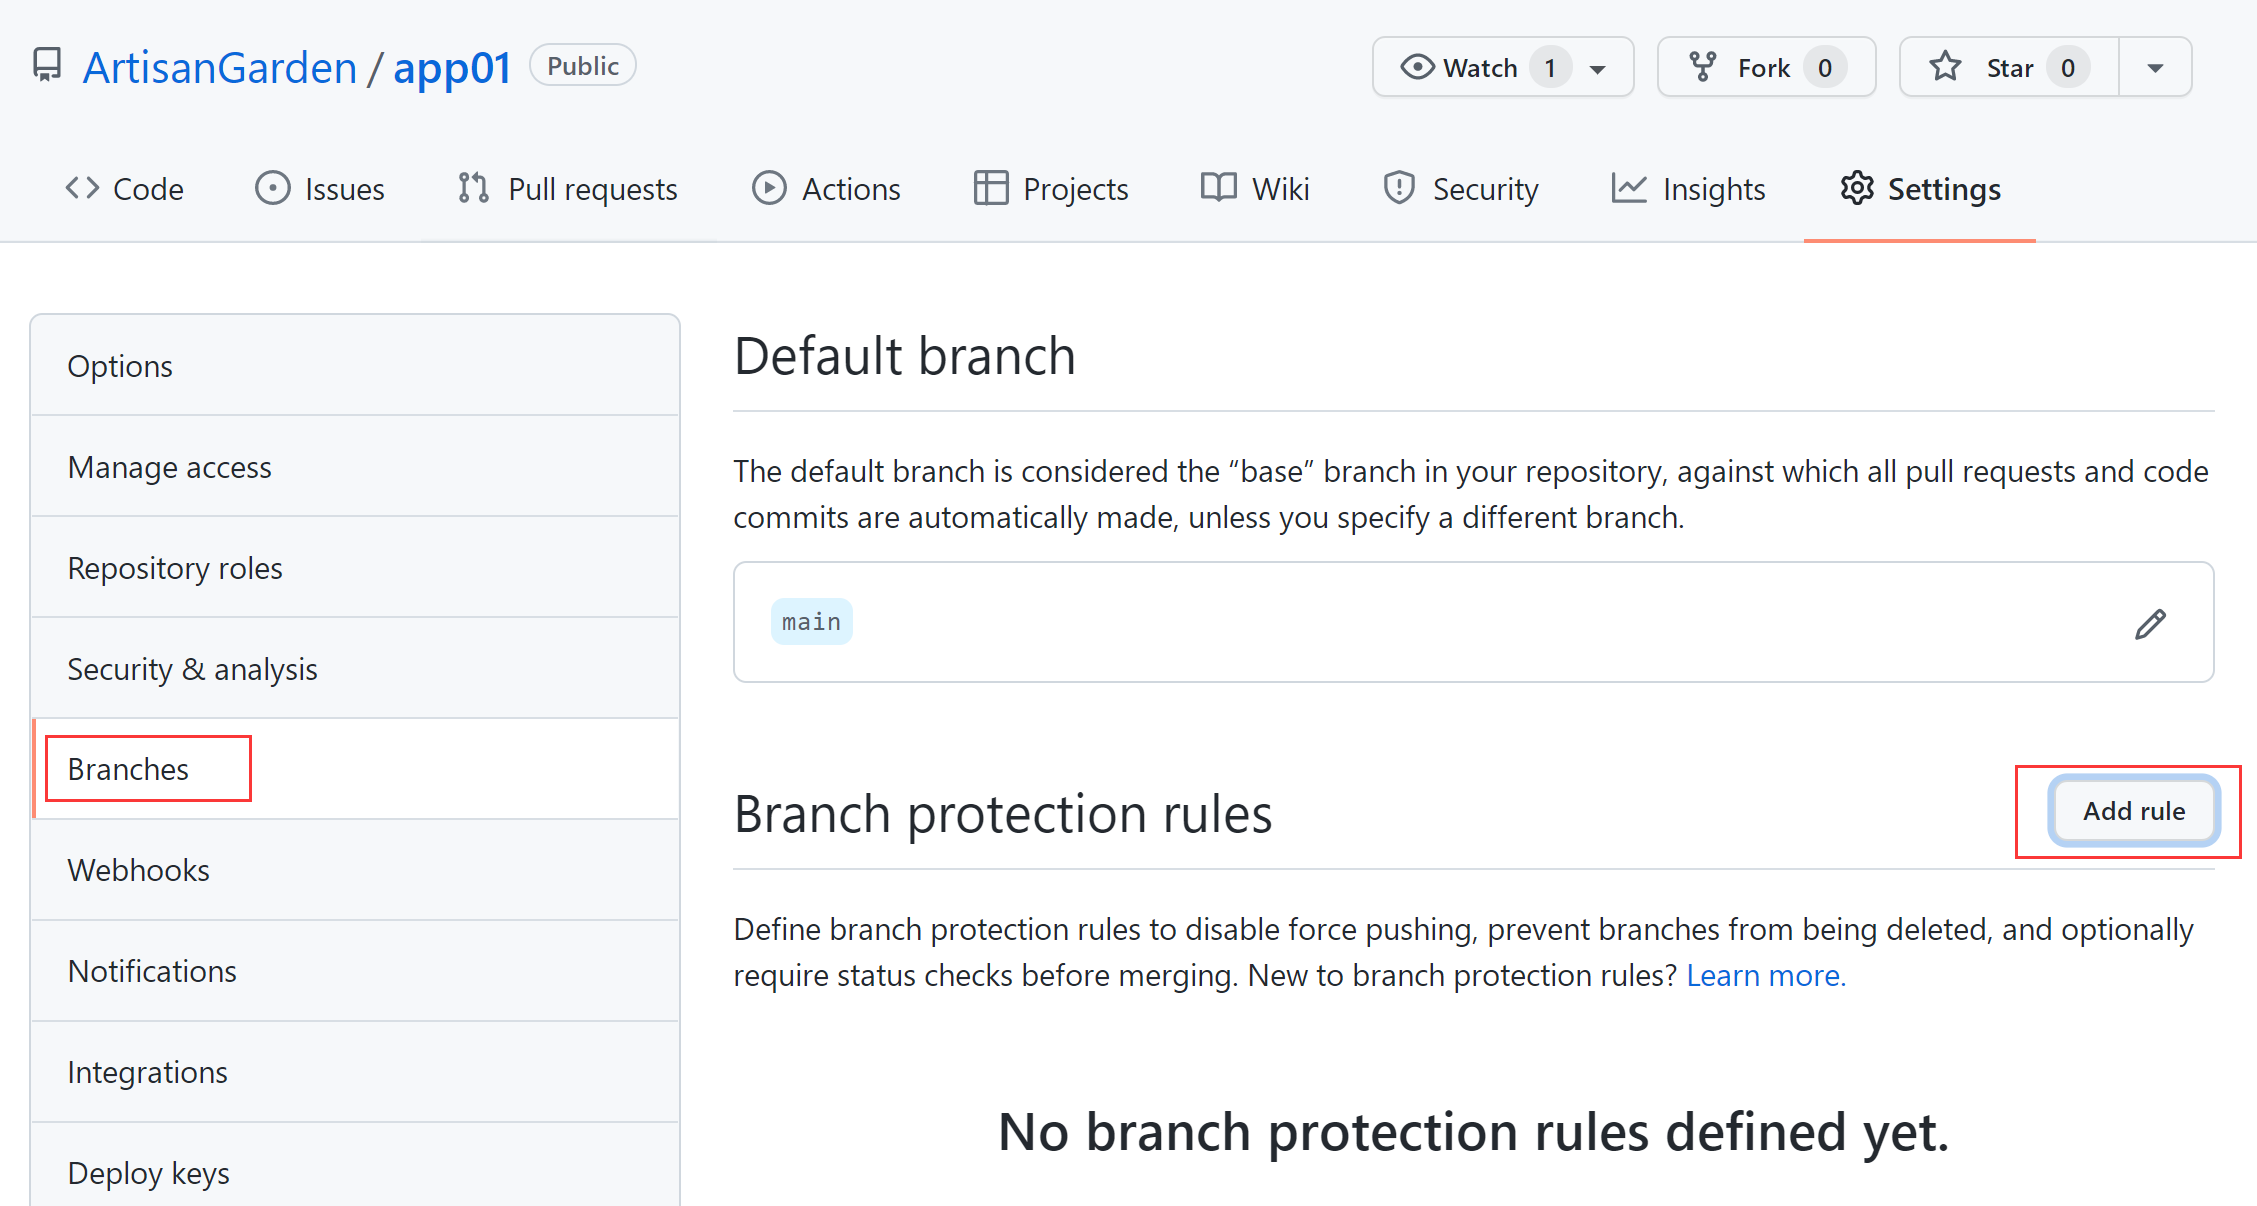 ArtisanGarden / app01 Public Watch 1 Fork 0 Star 0
Code Issues Pull requests Actions Projects Wiki Security Insights Settings
Options
Manage access
Repository roles
Security & analysis
Branches
Webhooks
Notifications
Integrations
Deploy keys
Default branch
The default branch is considered the “base” branch in your repository, against which all pull requests and code
commits are automatically made, unless you specify a different branch.
main
Branch protection rules Add rule
Define branch protection rules to disable force pushing, prevent branches from being deleted, and optionally
require status checks before merging. New to branch protection rules? Learn more.
No branch protection rules defined yet.